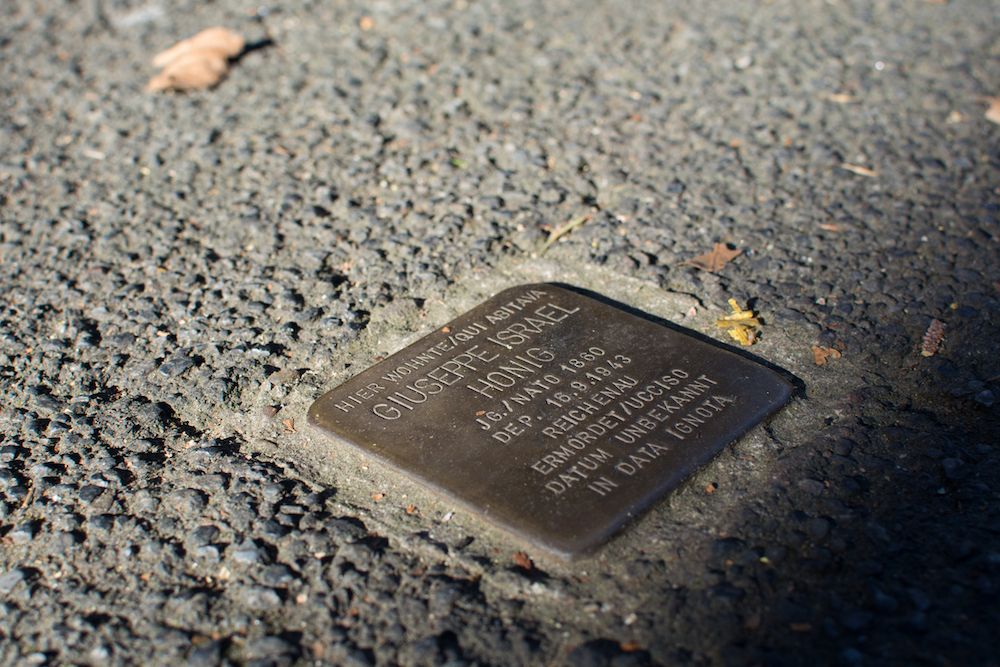 HIER WOHNTE/QUI ABITAVA
GIUSEPPE ISRAEL
HONIG
JG./NATO 1860
DEP. 16.9.1943
REICHENAU
ERMORDET/UCCISO
DATUM UNBEKANNT
IN DATA IGNOTA